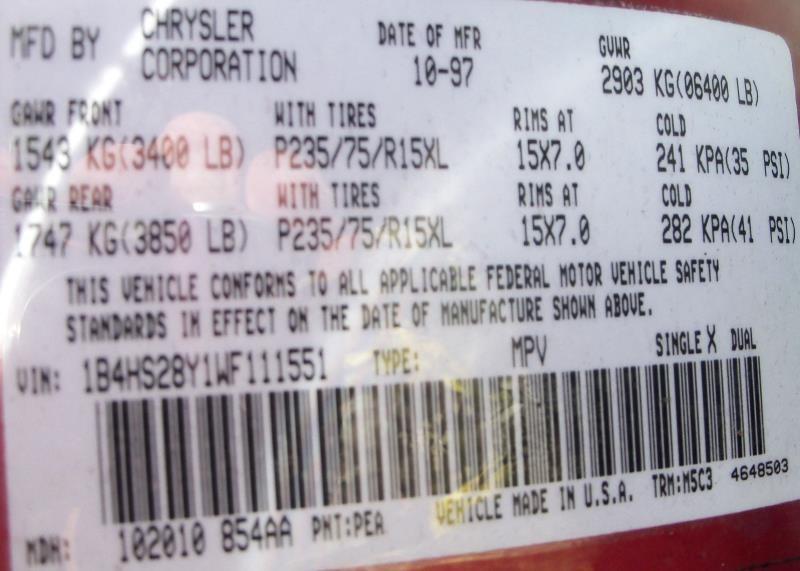 MFD BY CHRYSLER CORPORATION DATE OF MFR 10-97 GVWR 2903 KG(06400 LB)
GAWR FRONT WITH TIRES RIMS AT COLD
1543 KG(3400 LB) P235/75/R15XL 15X7.0 241 KPA(35 PSI)
GAWR REAR WITH TIRES RIMS AT COLD
1747 KG(3850 LB) P235/75/R15XL 15X7.0 282 KPA(41 PSI)
THIS VEHICLE CONFORMS TO ALL APPLICABLE FEDERAL MOTOR VEHICLE SAFETY
STANDARDS IN EFFECT ON THE DATE OF MANUFACTURE SHOWN ABOVE.
VIN: 1B4HS28Y1WF111551 TYPE: MPV SINGLE X DUAL
MDH: 102010 854AA PNT:PEA VEHICLE MADE IN U.S.A. TRM:M5C3 4648503